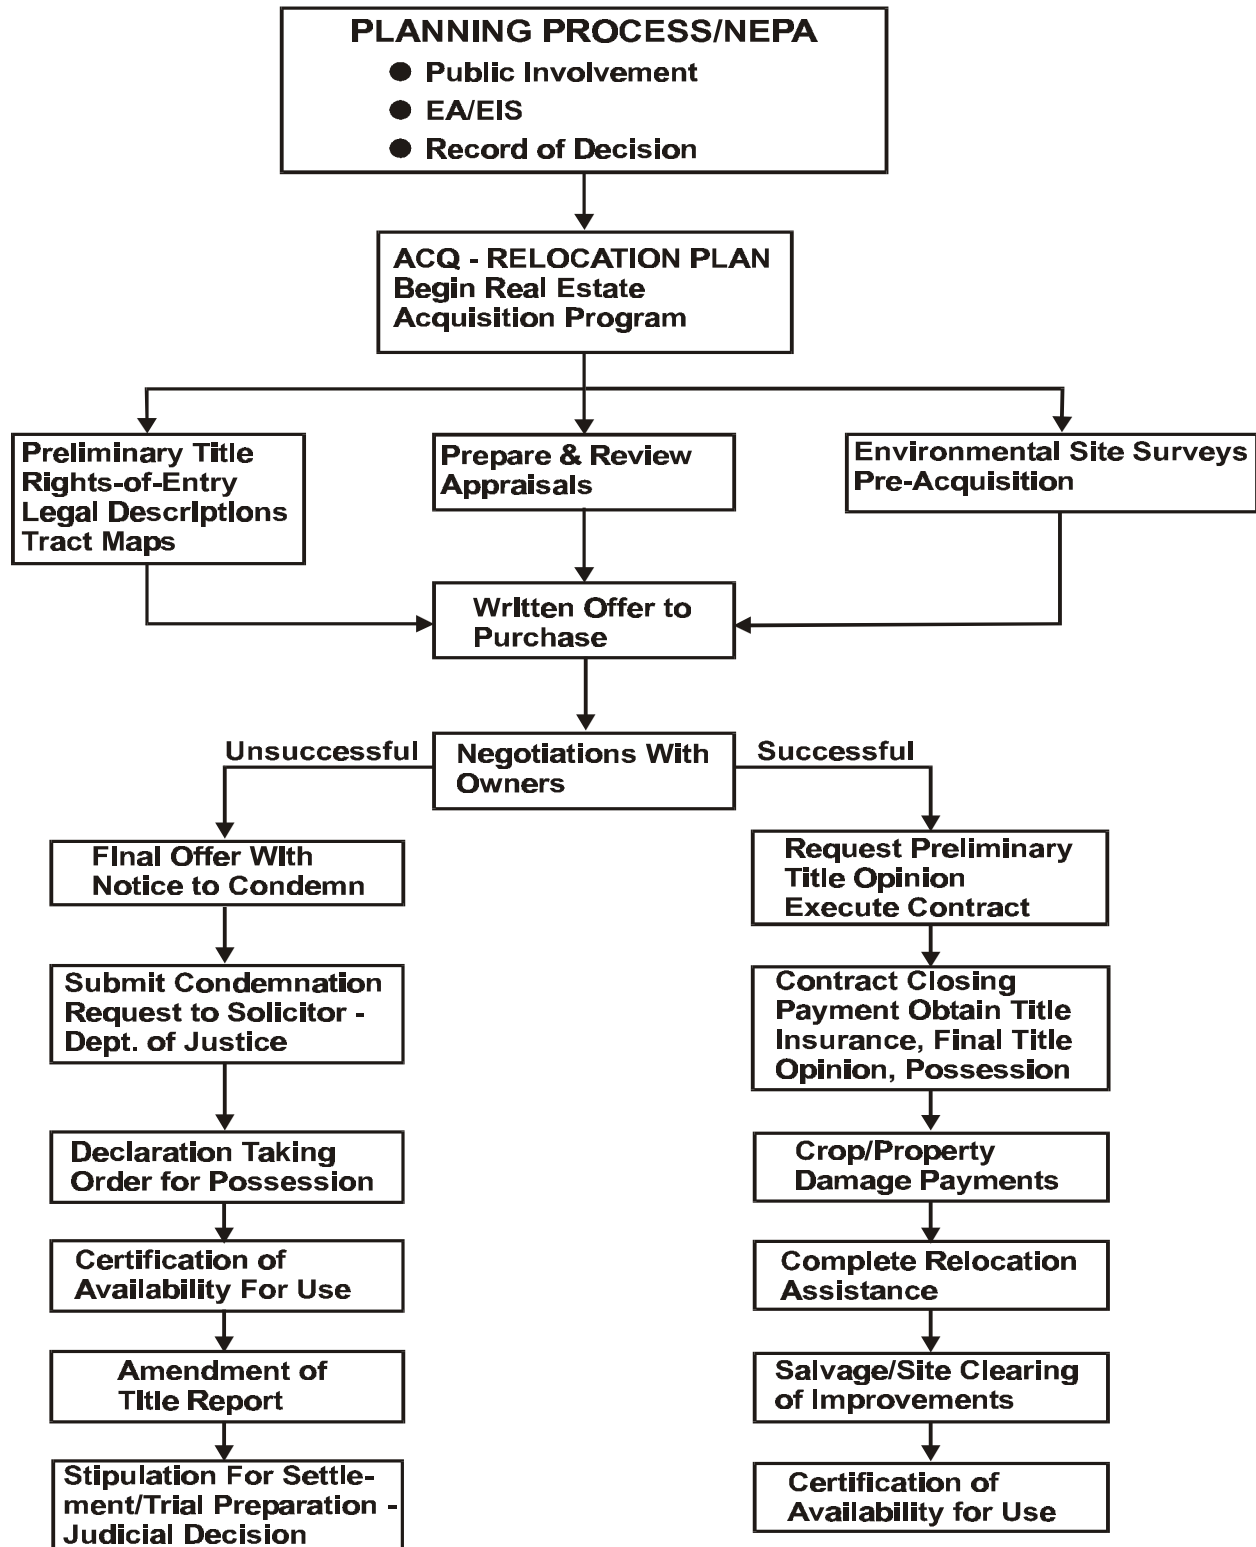 PLANNING PROCESS/NEPA
● Public Involvement
● EA/EIS
● Record of Decision
ACQ - RELOCATION PLAN
Begin Real Estate
Acquisition Program
Preliminary Title
Rights-of-Entry
Legal Descriptions
Tract Maps
Prepare & Review
Appraisals
Environmental Site Surveys
Pre-Acquisition
Written Offer to
Purchase
Unsuccessful
Negotiations With
Owners
Successful
Final Offer With
Notice to Condemn
Submit Condemnation
Request to Solicitor -
Dept. of Justice
Declaration Taking
Order for Possession
Certification of
Availability For Use
Amendment of
Title Report
Stipulation For Settle-
ment/Trial Preparation -
Judicial Decision
Request Preliminary
Title Opinion
Execute Contract
Contract Closing
Payment Obtain Title
Insurance, Final Title
Opinion, Possession
Crop/Property
Damage Payments
Complete Relocation
Assistance
Salvage/Site Clearing
of Improvements
Certification of
Availability for Use